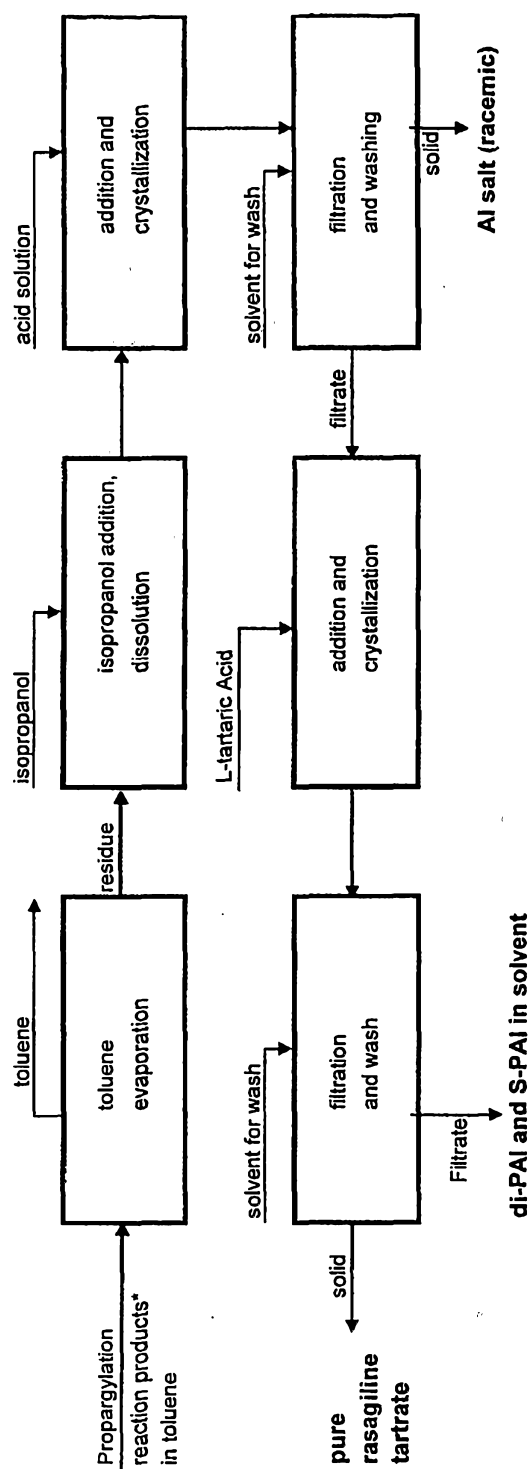 Propargylation
reaction products*
in toluene
toluene
toluene
evaporation
residue
isopropanol
isopropanol addition,
dissolution
acid solution
addition and
crystallization
solvent for wash
filtration
and washing
solid
AI salt (racemic)
filtrate
L-tartaric Acid
addition and
crystallization
solvent for wash
filtration
and wash
Filtrate
di-PAI and S-PAI in solvent
solid
pure
rasagiline
tartrate